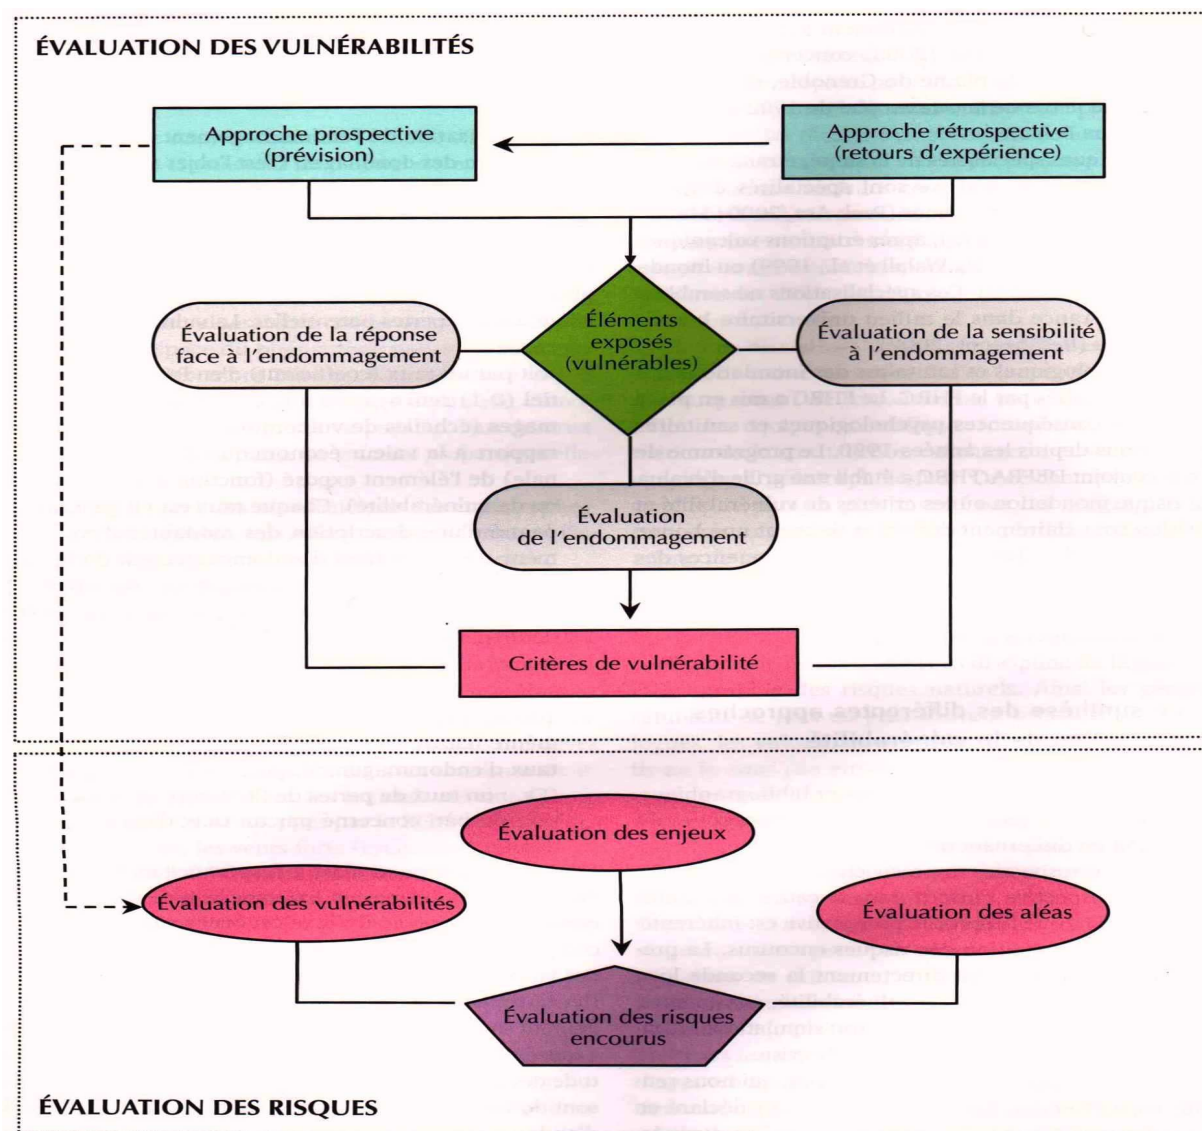 ÉVALUATION DES VULNÉRABILITÉS
Approche prospective
(prévision)
Approche rétrospective
(retours d'expérience)
Évaluation de la réponse
face à l'endommagement
Éléments
exposés
(vulnérables)
Évaluation de la sensibilité
à l'endommagement
Évaluation
de l'endommagement
Critères de vulnérabilité
Évaluation des enjeux
Évaluation des vulnérabilités
Évaluation des aléas
Évaluation des risques
encourus
ÉVALUATION DES RISQUES